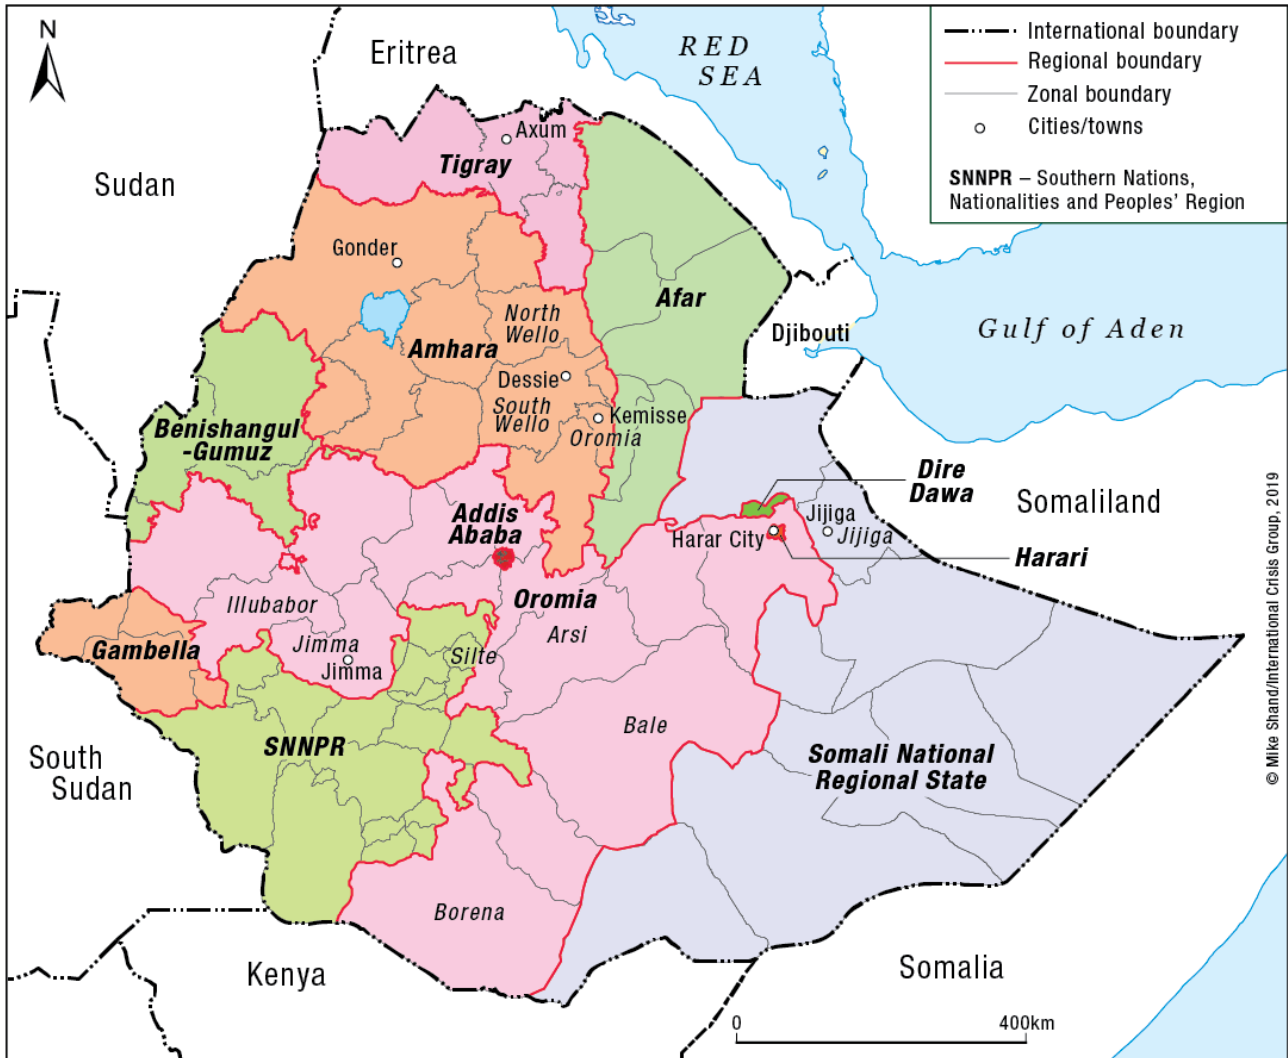 N
Eritrea
RED
SEA
International boundary
Regional boundary
Zonal boundary
Cities/towns
SNNPR – Southern Nations,
Nationalities and Peoples' Region
Sudan
Axum
Tigray
Gonder
Afar
North
Wello
Amhara
Djibouti
Gulf of Aden
Dessie
South
Wello
Kemisse
Oromia
Benishangul
-Gumuz
Dire
Dawa
Somaliland
Addis
Ababa
Jijiga
Jijiga
Harar City
Harari
Illubabor
Oromia
Arsi
Gambella
Jimma
Jimma
Silte
Bale
SNNPR
Somali National
Regional State
South
Sudan
Borena
Kenya
Somalia
0
400km
© Mike Shand/International Crisis Group, 2019